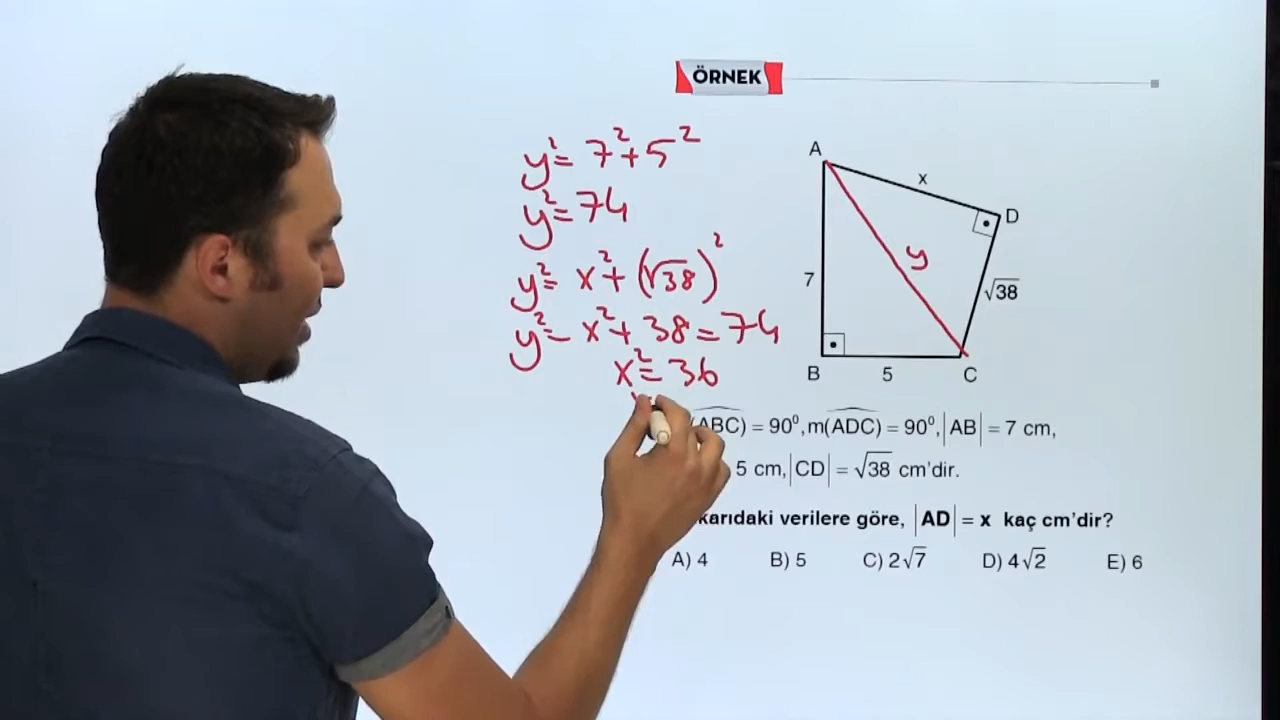 ÖRNEK
y² = 7² + 5²
y² = 74
y² = x² + (√38)²
y² = x² + 38 = 74
x² = 36
A
x
D
y
7
√38
B
5
C
(ABC) = 90⁰, m(ADC) = 90⁰, |AB| = 7 cm,
5 cm, |CD| = √38 cm'dir.
verilere göre, |AD| = x kaç cm'dir?
A) 4 B) 5 C) 2√7 D) 4√2 E) 6